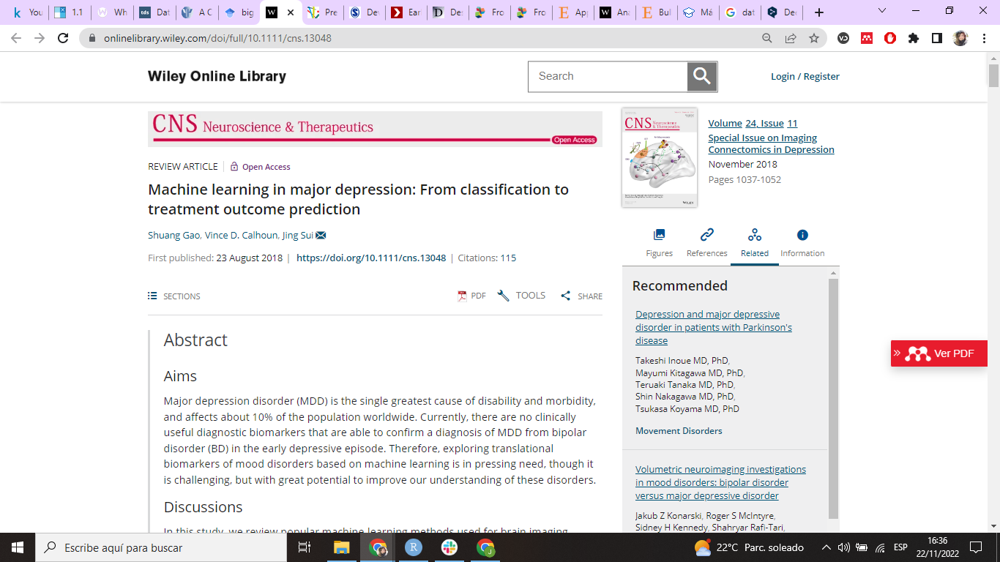 You
1.1
Wh
Dat
A C
big
Pre
De
Ear
De
Fro
Fro
App
Ana
Bul
Má
dat
Dee
onlinelibrary.wiley.com/doi/full/10.1111/cns.13048
Wiley Online Library
Search
Login / Register
CNS Neuroscience & Therapeutics
Open Access
REVIEW ARTICLE
Open Access
Machine learning in major depression: From classification to
treatment outcome prediction
Shuang Gao, Vince D. Calhoun, Jing Sui
First published: 23 August 2018 | https://doi.org/10.1111/cns.13048 | Citations: 115
SECTIONS
PDF
TOOLS
SHARE
Abstract
Aims
Major depression disorder (MDD) is the single greatest cause of disability and morbidity,
and affects about 10% of the population worldwide. Currently, there are no clinically
useful diagnostic biomarkers that are able to confirm a diagnosis of MDD from bipolar
disorder (BD) in the early depressive episode. Therefore, exploring translational
biomarkers of mood disorders based on machine learning is in pressing need, though it
is challenging, but with great potential to improve our understanding of these disorders.
Discussions
In this study, we review popular machine learning methods used for brain imaging
CNS Neuroscience
& Therapeutics
WILEY
Volume 24, Issue 11
Special Issue on Imaging
Connectomics in Depression
November 2018
Pages 1037-1052
Figures
References
Related
Information
Recommended
Depression and major depressive
disorder in patients with Parkinson's
disease
Takeshi Inoue MD, PhD,
Mayumi Kitagawa MD, PhD,
Teruaki Tanaka MD, PhD,
Shin Nakagawa MD, PhD,
Tsukasa Koyama MD, PhD
Movement Disorders
Volumetric neuroimaging investigations
in mood disorders: bipolar disorder
versus major depressive disorder
Jakub Z Konarski, Roger S McIntyre,
Sidney H Kennedy, Shahryar Rafi-Tari,
Ver PDF
Escribe aquí para buscar
22°C Parc. soleado
ESP
16:36
22/11/2022